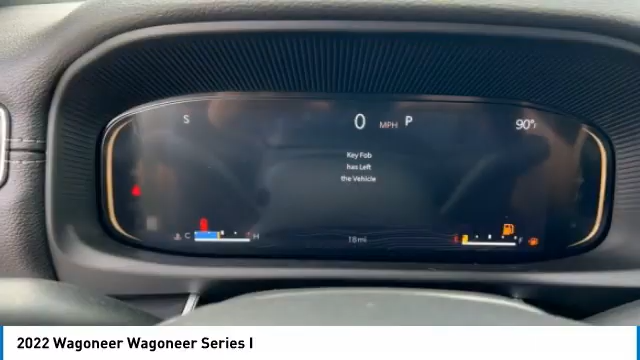 S
0 MPH P
90°F
Key Fob
has Left
the Vehicle
C H
18mi
E F
2022 Wagoneer Wagoneer Series I